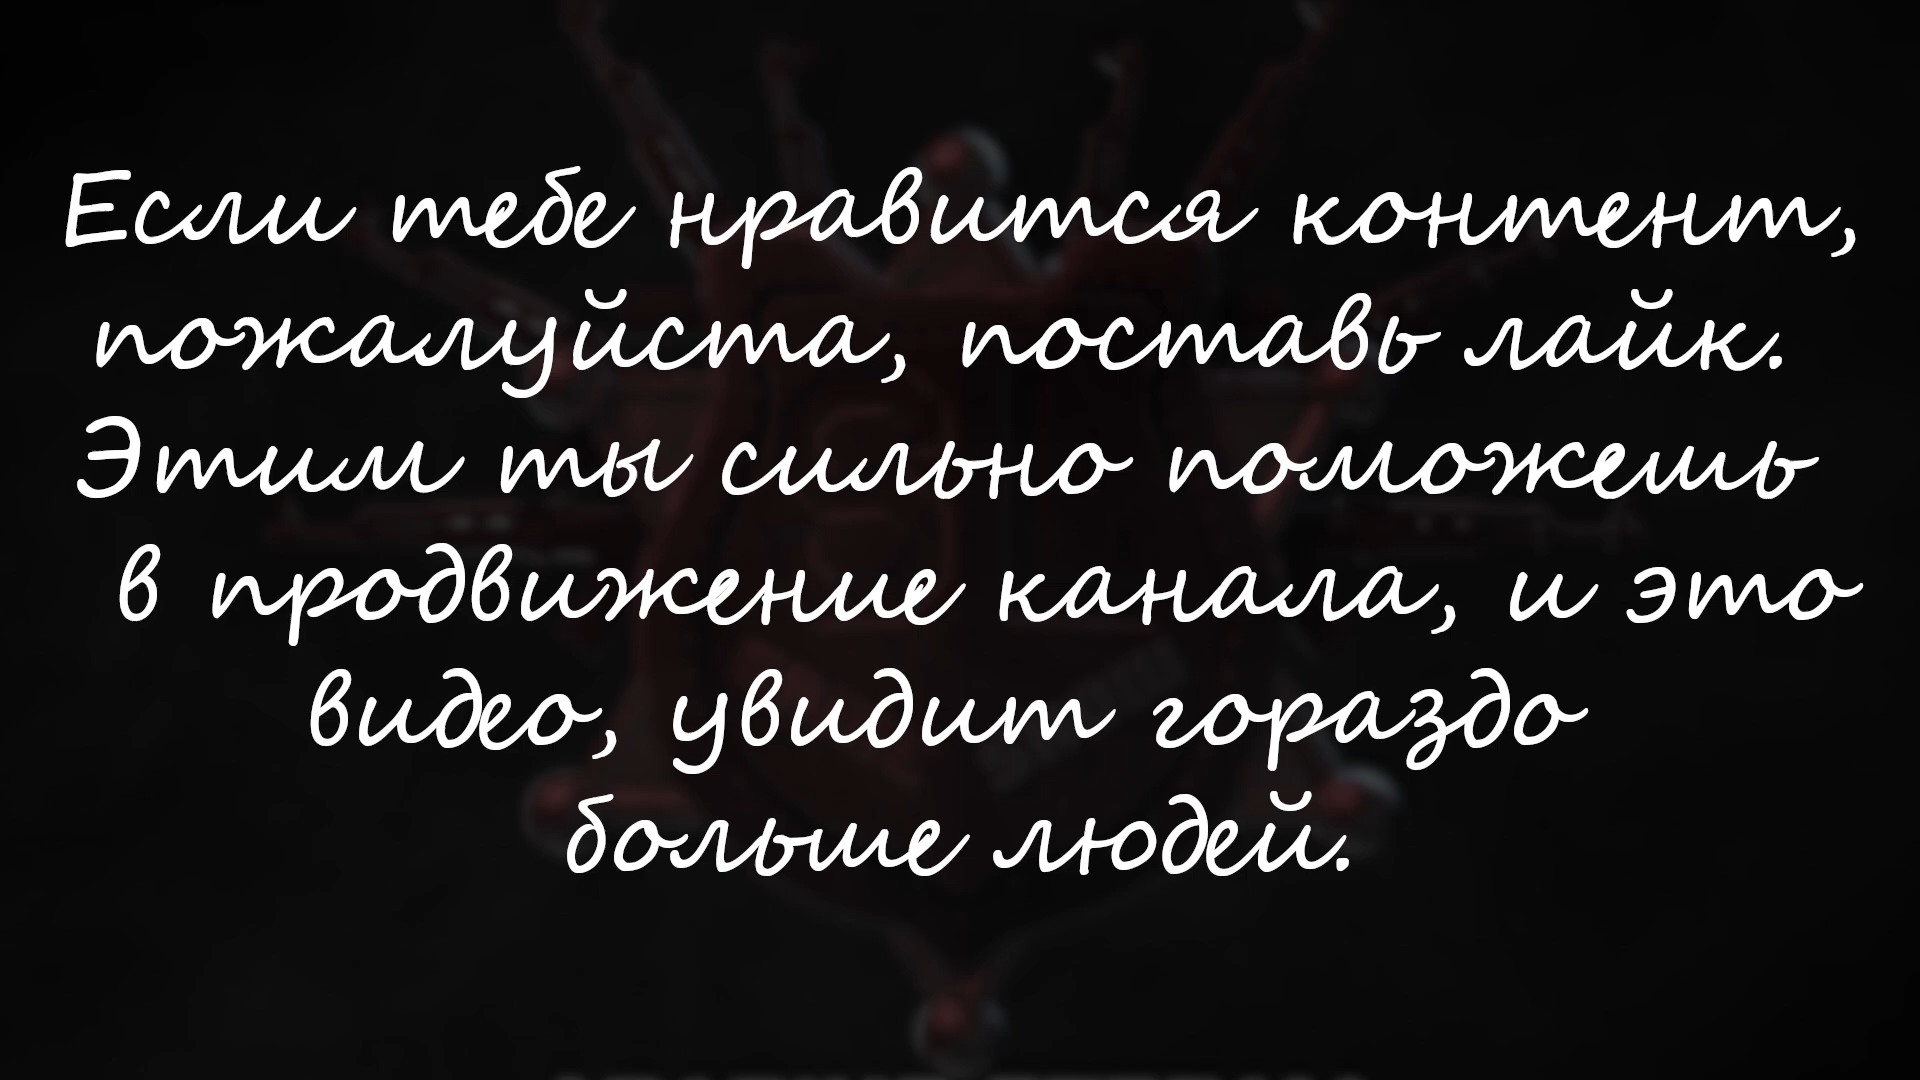 Если тебе нравится контент,
пожалуйста, поставь лайк.
Этим ты сильно поможешь
в продвижение канала, и это
видео, увидит гораздо
больше людей.